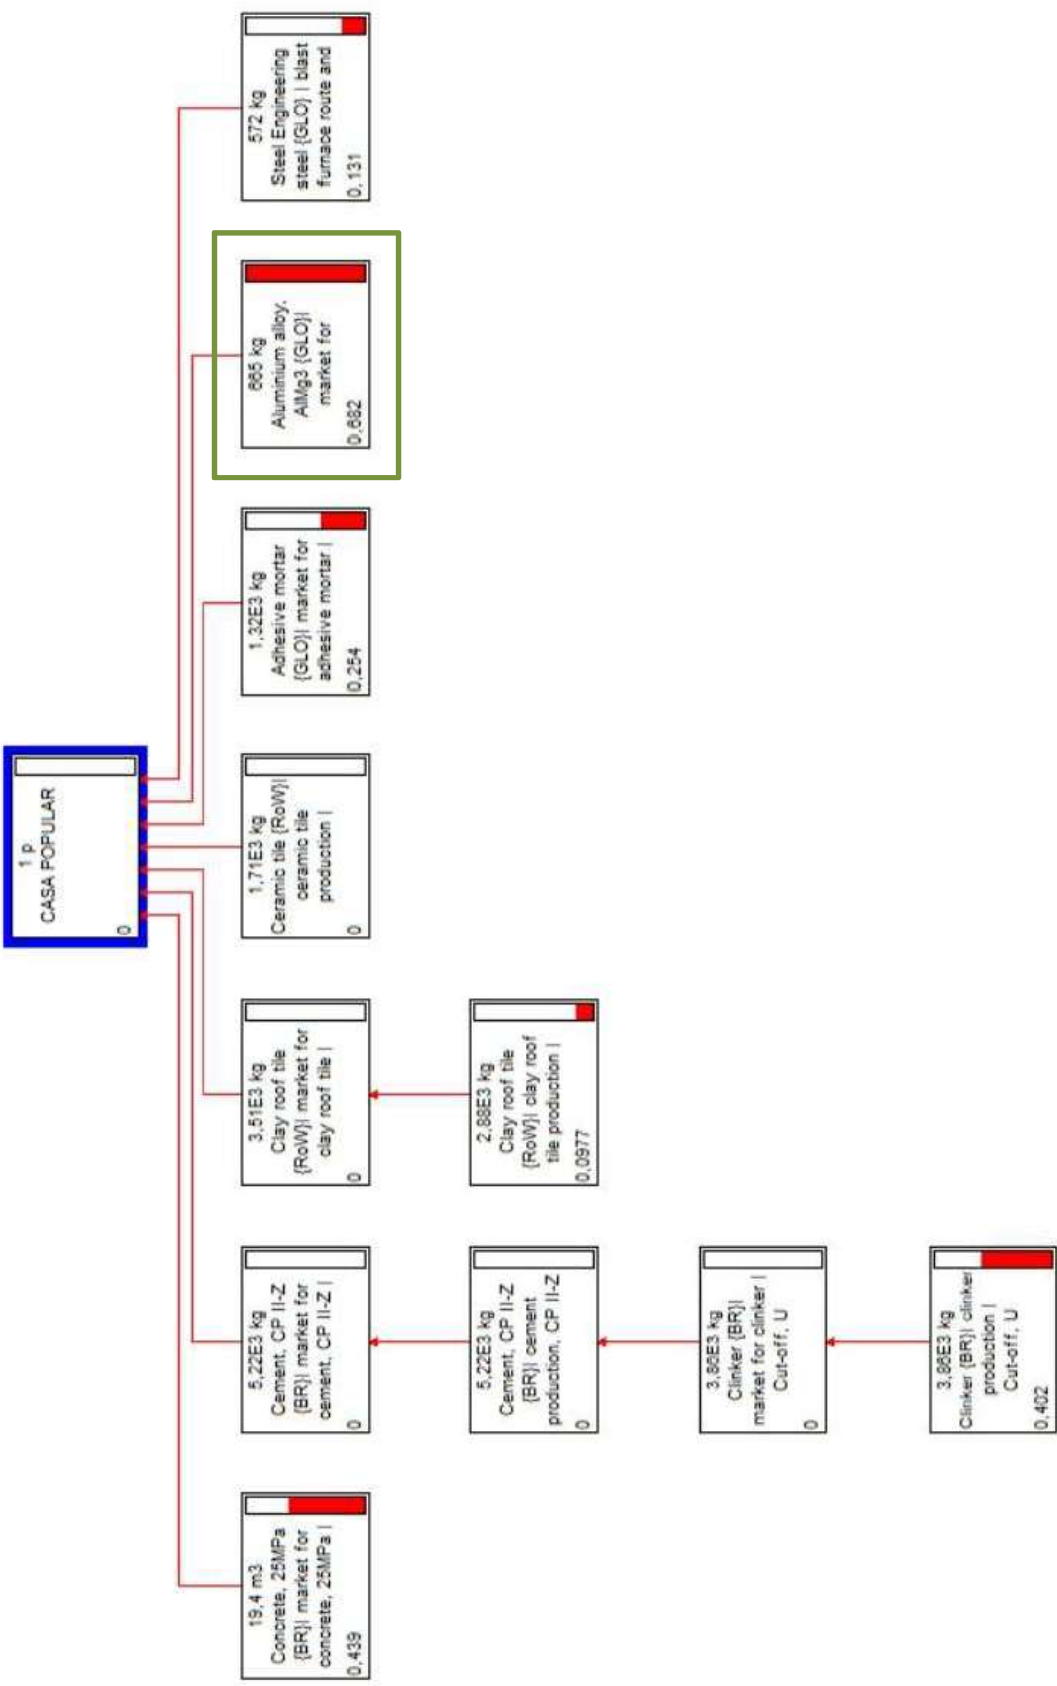 1 p
CASA POPULAR
0
19,4 m3
Concrete, 25MPa
{BR}| market for
concrete, 25MPa |
0,439
5,22E3 kg
Cement, CP II-Z
{BR}| market for
cement, CP II-Z |
0
3,51E3 kg
Clay roof tile
{RoW}| market for
clay roof tile |
0
1,71E3 kg
Ceramic tile {RoW}|
ceramic tile
production |
0
1,32E3 kg
Adhesive mortar
{GLO}| market for
adhesive mortar |
0,254
665 kg
Aluminium alloy,
AlMg3 {GLO}|
market for
0,682
572 kg
Steel Engineering
steel {GLO} | blast
furnace route and
0,131
5,22E3 kg
Cement, CP II-Z
{BR}| cement
production, CP II-Z
0
2,88E3 kg
Clay roof tile
{RoW}| clay roof
tile production |
0,0977
3,86E3 kg
Clinker {BR}|
market for clinker |
Cut-off, U
0
3,86E3 kg
Clinker {BR}| clinker
production |
Cut-off, U
0,402